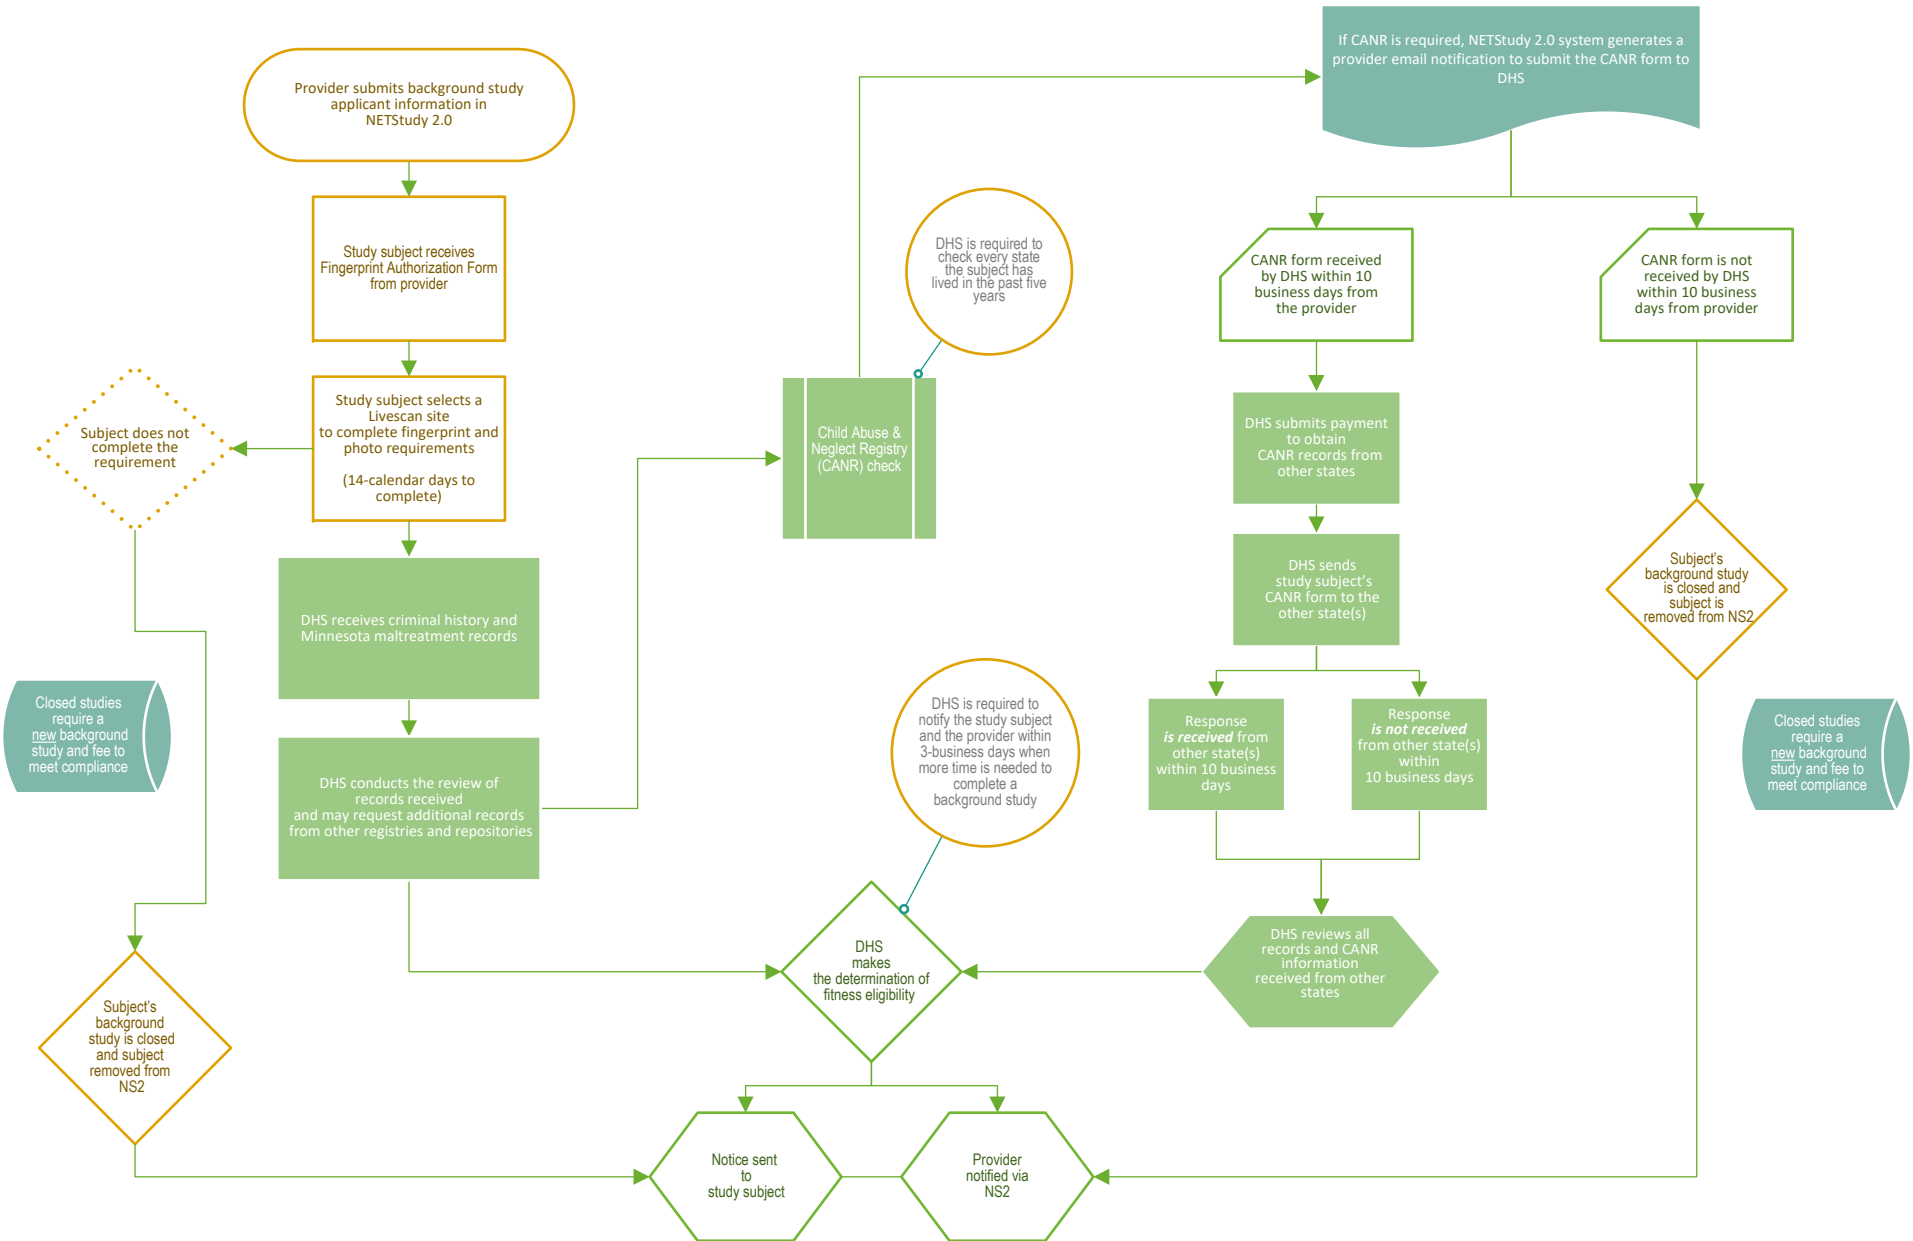 Provider submits background study
applicant information in
NETStudy 2.0
Study subject receives
Fingerprint Authorization Form
from provider
Study subject selects a
Livescan site
to complete fingerprint and
photo requirements
(14-calendar days to
complete)
Subject does not
complete the
requirement
DHS receives criminal history and
Minnesota maltreatment records
Closed studies
require a
new background
study and fee to
meet compliance
DHS conducts the review of
records received
and may request additional records
from other registries and repositories
Subject's
background
study is closed
and subject
removed from
NS2
DHS is required to
check every state
the subject has
lived in the past five
years
Child Abuse &
Neglect Registry
(CANR) check
DHS is required to
notify the study subject
and the provider within
3-business days when
more time is needed to
complete a
background study
DHS
makes
the determination of
fitness eligibility
Notice sent
to
study subject
Provider
notified via
NS2
If CANR is required, NETStudy 2.0 system generates a
provider email notification to submit the CANR form to
DHS
CANR form received
by DHS within 10
business days from
the provider
CANR form is not
received by DHS
within 10 business
days from provider
DHS submits payment
to obtain
CANR records from
other states
DHS sends
study subject's
CANR form to the
other state(s)
Subject's
background study
is closed and
subject is
removed from NS2
Response
is received from
other state(s)
within 10 business
days
Response
is not received
from other state(s)
within
10 business days
Closed studies
require a
new background
study and fee to
meet compliance
DHS reviews all
records and CANR
information
received from other
states